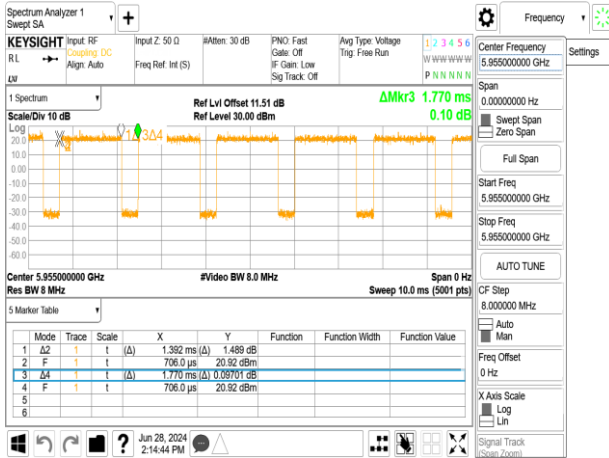 Spectrum Analyzer 1
Swept SA
Frequency
KEYSIGHT
RL
Input: RF
Coupling: DC
Align: Auto
Input Z: 50 Ω
Freq Ref: Int (S)
#Atten: 30 dB
PNO: Fast
Gate: Off
IF Gain: Low
Sig Track: Off
Avg Type: Voltage
Trig: Free Run
1 2 3 4 5 6
W W W W W W
P N N N N N
1 Spectrum
Scale/Div 10 dB
Ref Lvl Offset 11.51 dB
Ref Level 30.00 dBm
ΔMkr3 1.770 ms
0.10 dB
Log
20.0
10.0
0.00
-10.0
-20.0
-30.0
-40.0
-50.0
-60.0
3Δ4
Center 5.955000000 GHz
Res BW 8 MHz
#Video BW 8.0 MHz
Span 0 Hz
Sweep 10.0 ms (5001 pts)
5 Marker Table
Mode Trace Scale X Y Function Function Width Function Value
1 Δ2 1 t (Δ) 1.392 ms (Δ) 1.489 dB
2 F 1 t 706.0 µs 20.92 dBm
3 Δ4 1 t (Δ) 1.770 ms (Δ) 0.09701 dB
4 F 1 t 706.0 µs 20.92 dBm
5
6
Jun 28, 2024
2:14:44 PM
?
Center Frequency
5.955000000 GHz
Settings
Span
0.00000000 Hz
Swept Span
Zero Span
Full Span
Start Freq
5.955000000 GHz
Stop Freq
5.955000000 GHz
AUTO TUNE
CF Step
8.000000 MHz
Auto
Man
Freq Offset
0 Hz
X Axis Scale
Log
Lin
Signal Track
(Span Zoom)